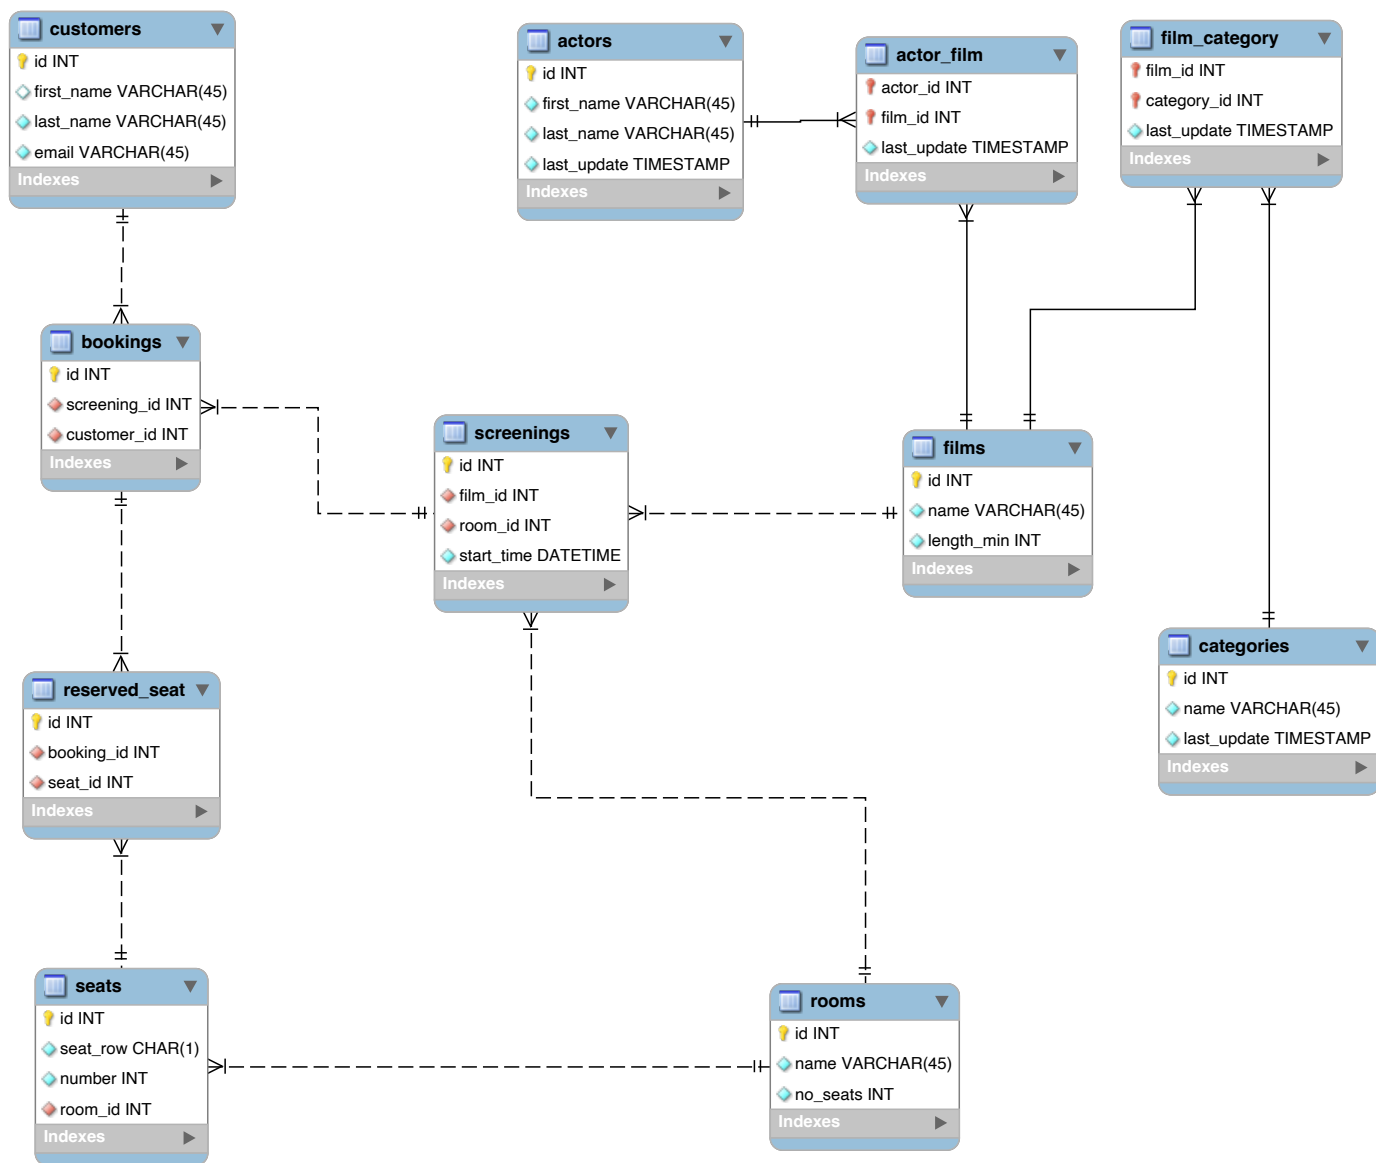 customers
id INT
first_name VARCHAR(45)
last_name VARCHAR(45)
email VARCHAR(45)
Indexes
actors
id INT
first_name VARCHAR(45)
last_name VARCHAR(45)
last_update TIMESTAMP
Indexes
actor_film
actor_id INT
film_id INT
last_update TIMESTAMP
Indexes
film_category
film_id INT
category_id INT
last_update TIMESTAMP
Indexes
bookings
id INT
screening_id INT
customer_id INT
Indexes
screenings
id INT
film_id INT
room_id INT
start_time DATETIME
Indexes
films
id INT
name VARCHAR(45)
length_min INT
Indexes
categories
id INT
name VARCHAR(45)
last_update TIMESTAMP
Indexes
reserved_seat
id INT
booking_id INT
seat_id INT
Indexes
seats
id INT
seat_row CHAR(1)
number INT
room_id INT
Indexes
rooms
id INT
name VARCHAR(45)
no_seats INT
Indexes